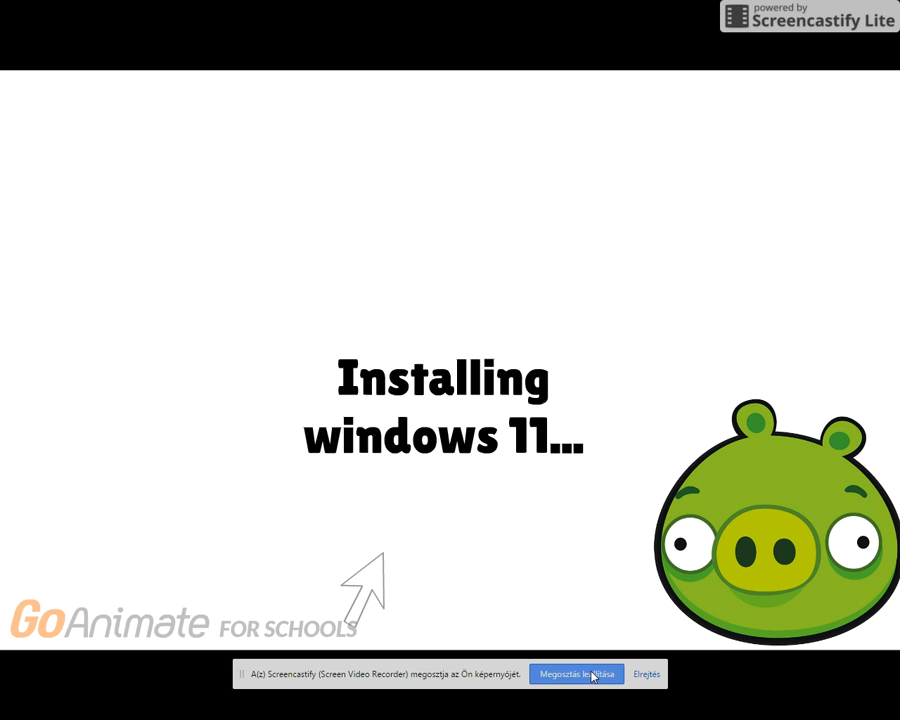 powered by
Screencastify Lite
Installing
windows 11...
GoAnimate FOR SCHOOLS
A(z) Screencastify (Screen Video Recorder) megosztja az Ön képernyőjét.
Megosztás leállítása
Elrejtés